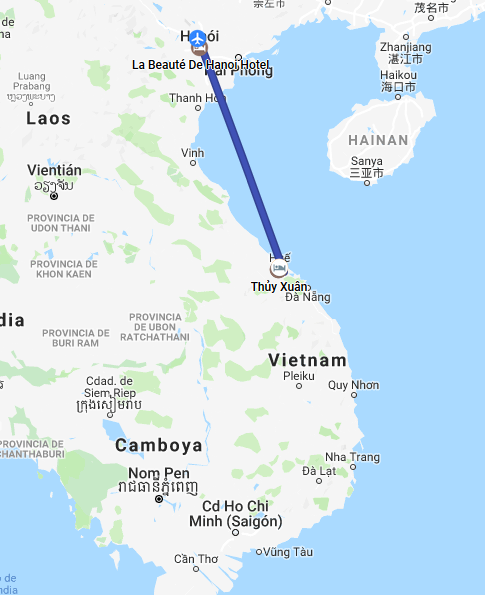 崇左市
茂名市
Hanói
La Beauté De Hanoi Hotel
Hải Phòng
Zhanjiang
湛江市
Luang
Prabang
ຫຼວງພະບາງ
Thanh Hóa
Haikou
海口市
Laos
HAINAN
Vinh
Sanya
三亚市
Vientián
ວຽງຈັນ
PROVINCIA DE
UDON THANI
PROVINCIA DE
KHON KAEN
Huế
Thủy Xuân
Đà Nẵng
dia
PROVINCIA DE
UBON
RATCHATHANI
PROVINCIA DE
BURI RAM
Vietnam
Pleiku
Quy Nhơn
Cdad. de
Siem Riep
ក្រុងសៀមរាប
PROVINCIA DE
CHANTHABURI
Camboya
Nha Trang
Nom Pen
រាជធានីភ្នំពេញ
Đà Lạt
Cd Ho Chi
Minh (Saigón)
Vũng Tàu
Cần Thơ
o de
ndia